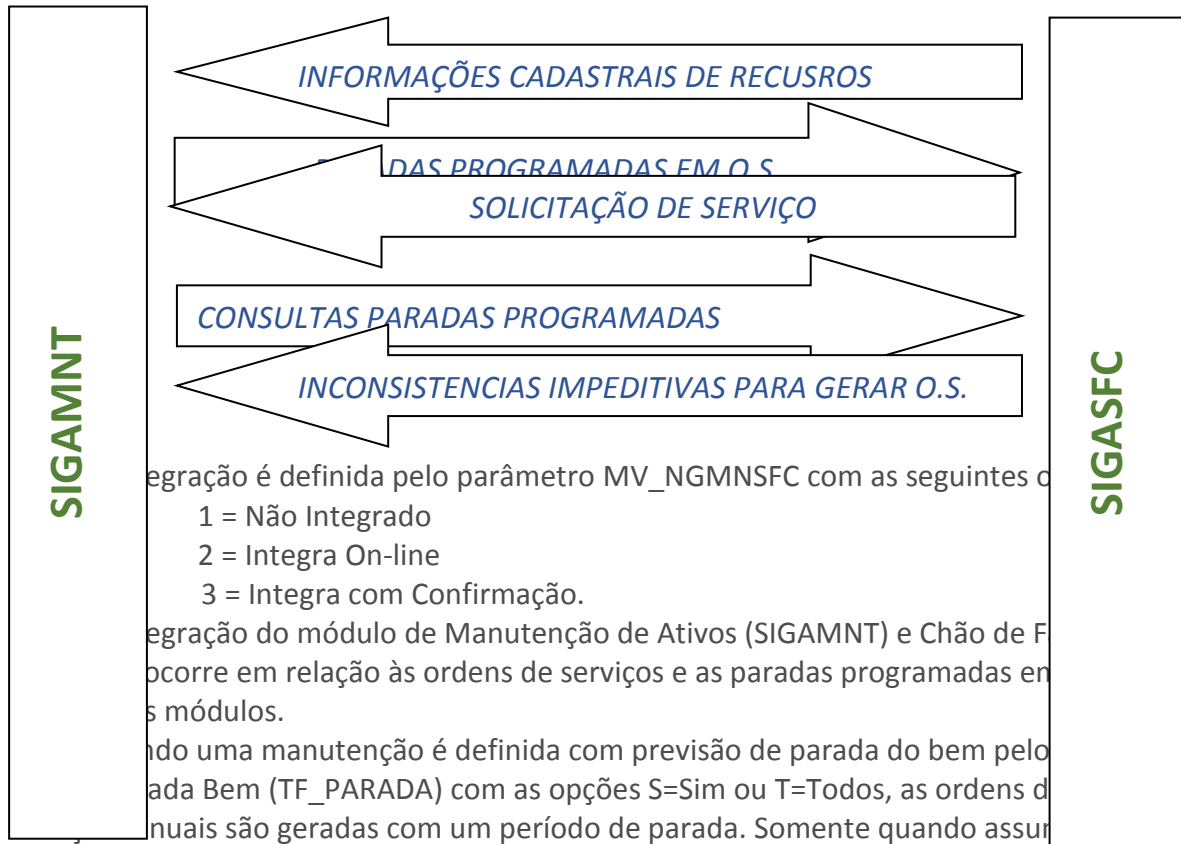 INFORMAÇÕES CADASTRAIS DE RECUSROS
DAS PROGRAMADAS EM O.S
SOLICITAÇÃO DE SERVIÇO
CONSULTAS PARADAS PROGRAMADAS
INCONSISTENCIAS IMPEDITIVAS PARA GERAR O.S.
SIGAMNT
SIGASFC
egração é definida pelo parâmetro MV_NGMNSFC com as seguintes o
1 = Não Integrado
2 = Integra On-line
3 = Integra com Confirmação.
egração do módulo de Manutenção de Ativos (SIGAMNT) e Chão de F
ocorre em relação às ordens de serviços e as paradas programadas en
s módulos.
ndo uma manutenção é definida com previsão de parada do bem pelo
ada Bem (TF_PARADA) com as opções S=Sim ou T=Todos, as ordens d
nuais são geradas com um período de parada. Somente quando assu